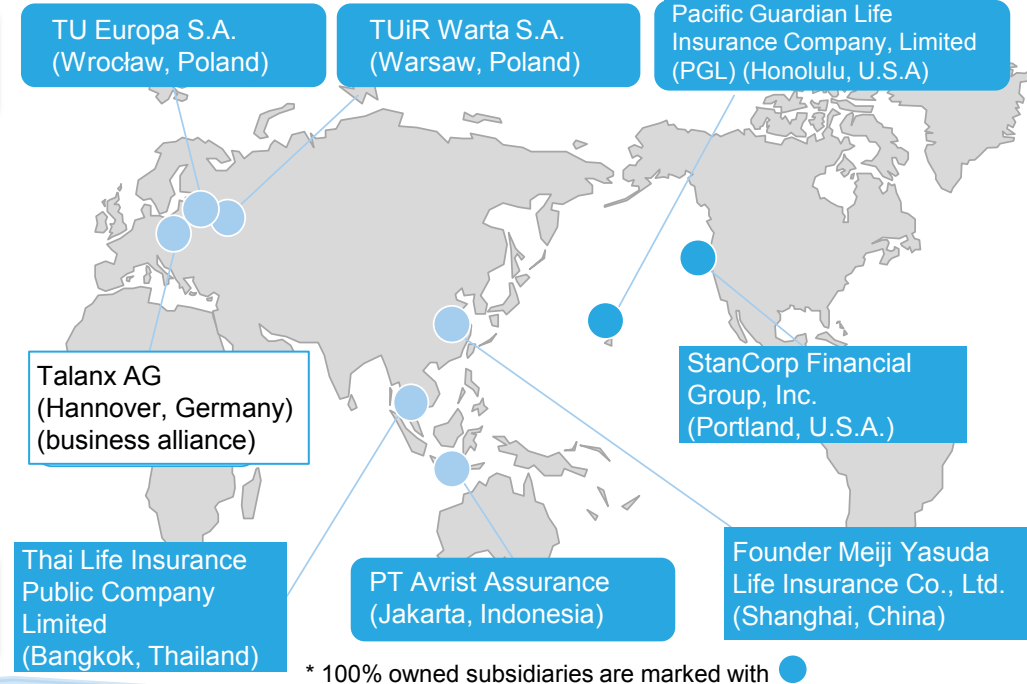 TU Europa S.A.
(Wrocław, Poland)
TUiR Warta S.A.
(Warsaw, Poland)
Pacific Guardian Life
Insurance Company, Limited
(PGL) (Honolulu, U.S.A)
Talanx AG
(Hannover, Germany)
(business alliance)
StanCorp Financial
Group, Inc.
(Portland, U.S.A.)
Thai Life Insurance
Public Company
Limited
(Bangkok, Thailand)
PT Avrist Assurance
(Jakarta, Indonesia)
Founder Meiji Yasuda
Life Insurance Co., Ltd.
(Shanghai, China)
* 100% owned subsidiaries are marked with